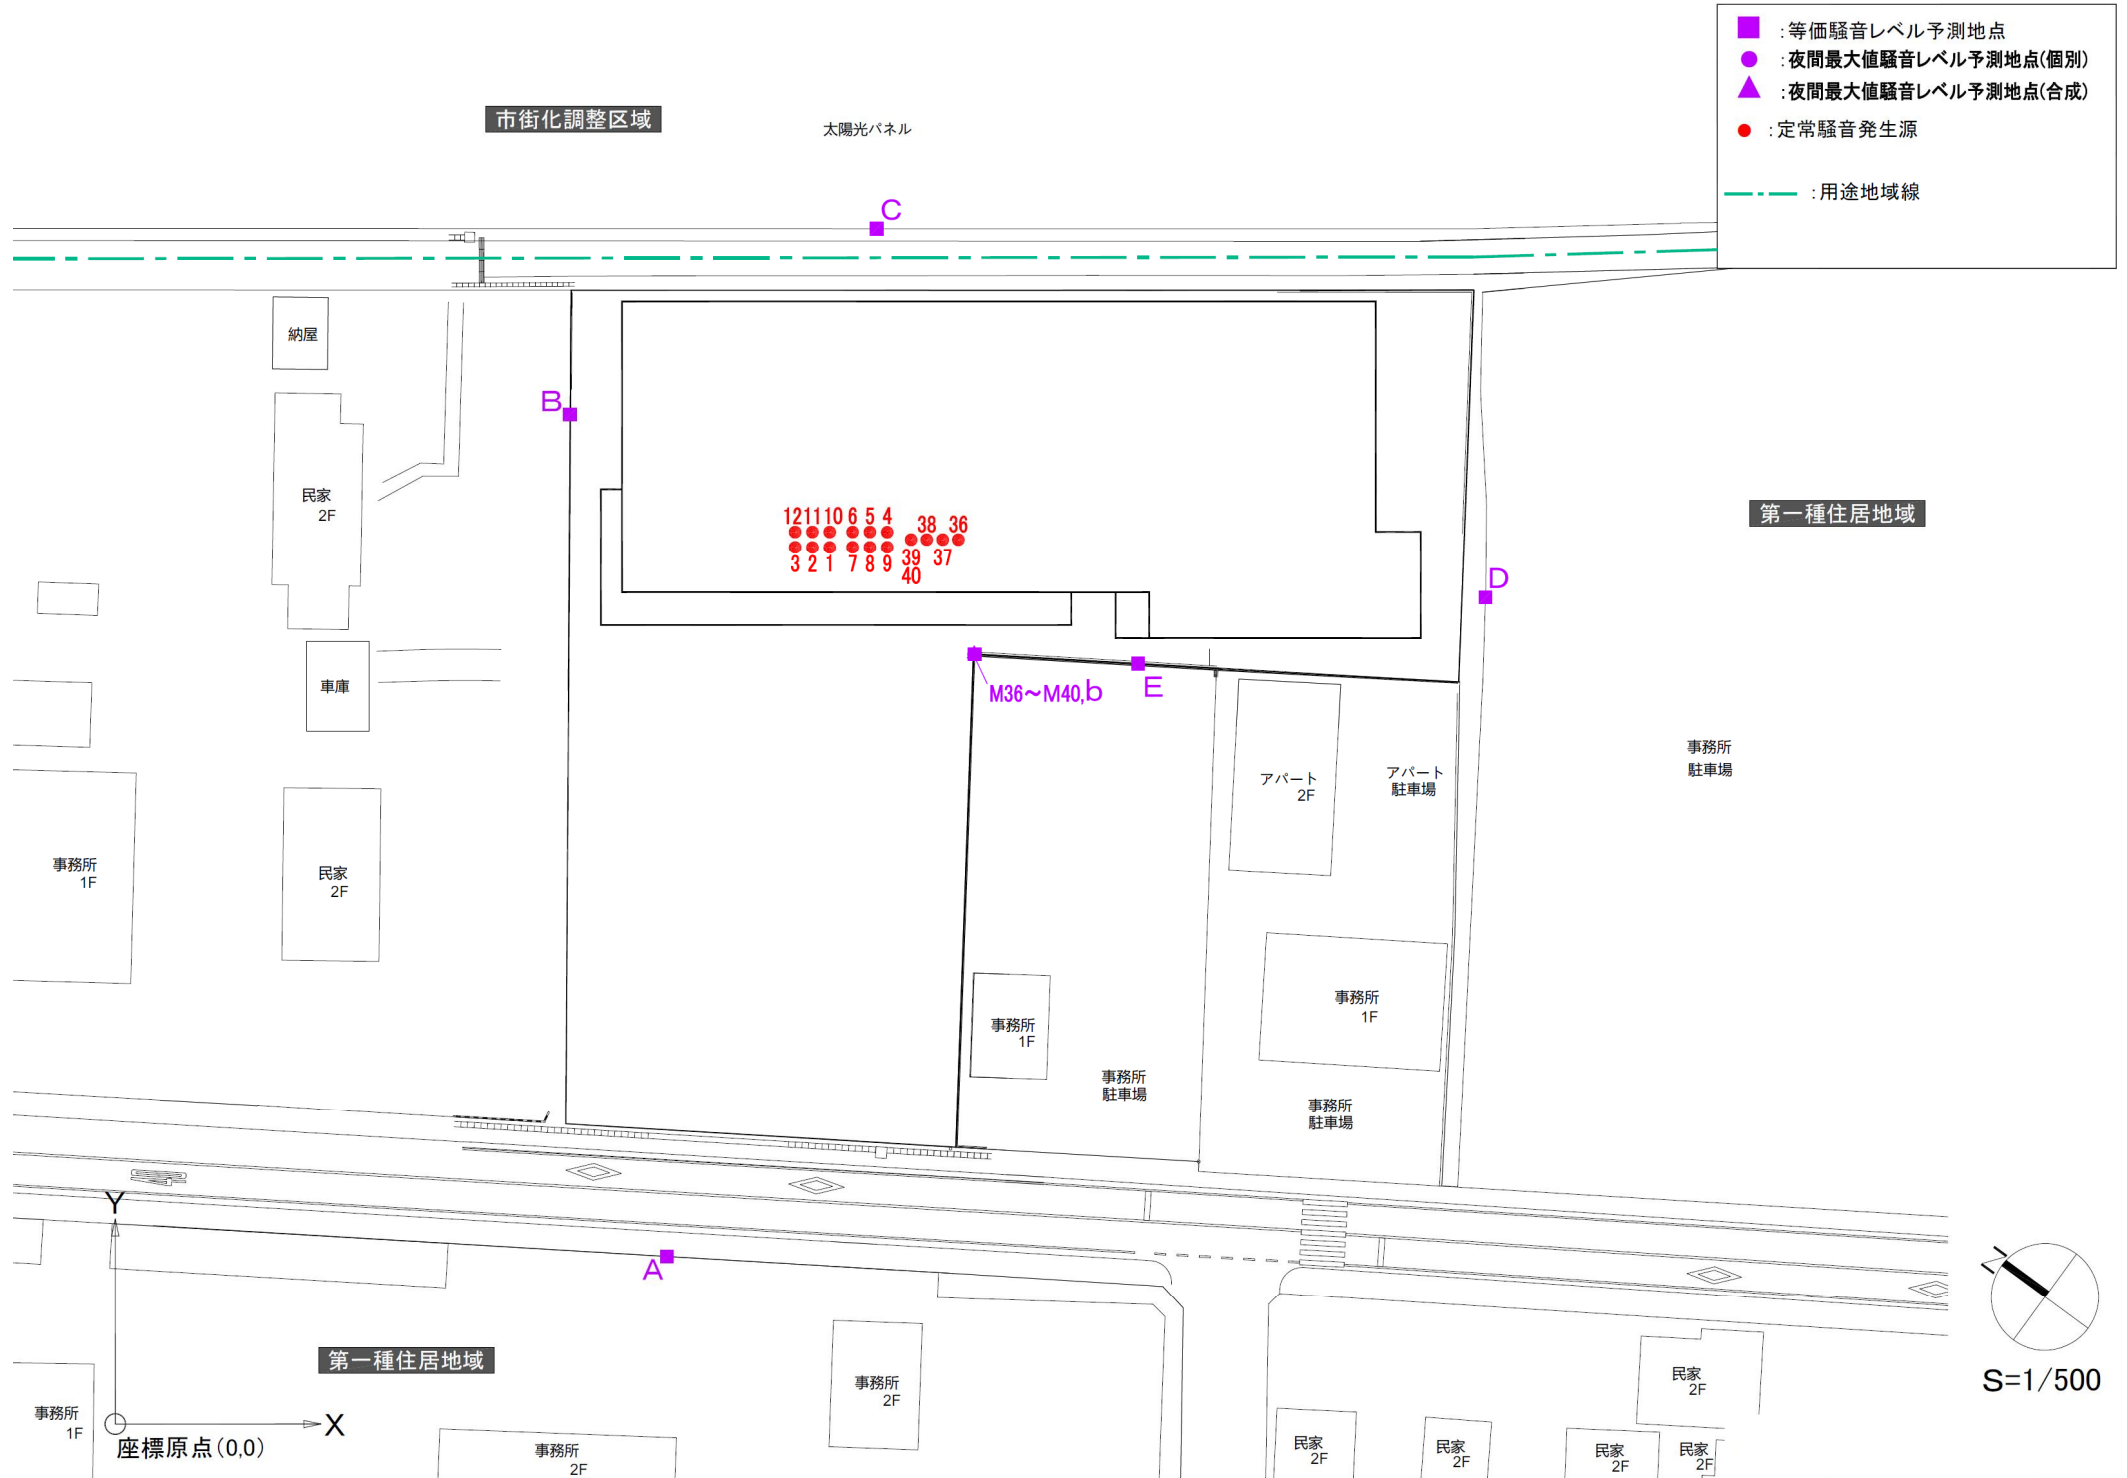 :等価騒音レベル予測地点
:夜間最大値騒音レベル予測地点(個別)
:夜間最大値騒音レベル予測地点(合成)
:定常騒音発生源
:用途地域線
市街化調整区域
太陽光パネル
C
納屋
B
民家
2F
12 11 10 6 5 4
38 36
3 2 1 7 8 9
39 37
40
第一種住居地域
D
車庫
M36~M40,b
E
アパート
2F
アパート
駐車場
事務所
駐車場
事務所
1F
民家
2F
事務所
1F
事務所
駐車場
事務所
1F
事務所
駐車場
Y
A
第一種住居地域
事務所
2F
S=1/500
民家
2F
事務所
1F
X
座標原点(0,0)
事務所
2F
民家
2F
民家
2F
民家
2F
民家
2F